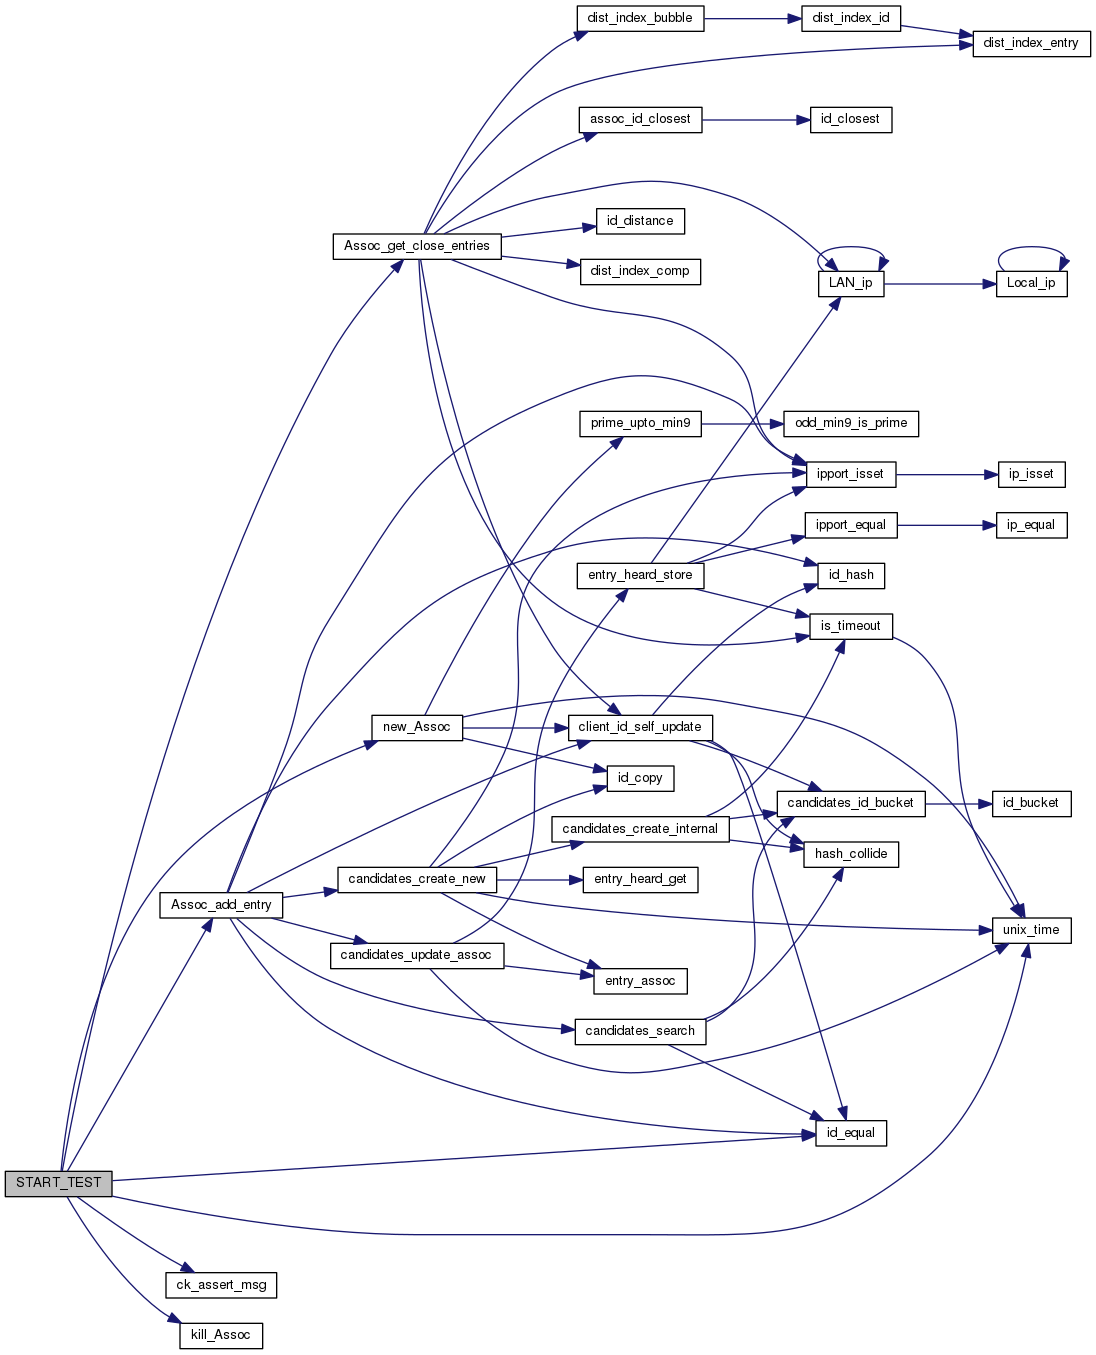 dist_index_bubble
dist_index_id
dist_index_entry
assoc_id_closest
id_closest
id_distance
Assoc_get_close_entries
dist_index_comp
LAN_ip
Local_ip
prime_upto_min9
odd_min9_is_prime
ipport_isset
ip_isset
ipport_equal
ip_equal
entry_heard_store
id_hash
is_timeout
new_Assoc
client_id_self_update
id_copy
candidates_id_bucket
id_bucket
candidates_create_internal
hash_collide
candidates_create_new
entry_heard_get
Assoc_add_entry
unix_time
candidates_update_assoc
entry_assoc
candidates_search
id_equal
START_TEST
ck_assert_msg
kill_Assoc